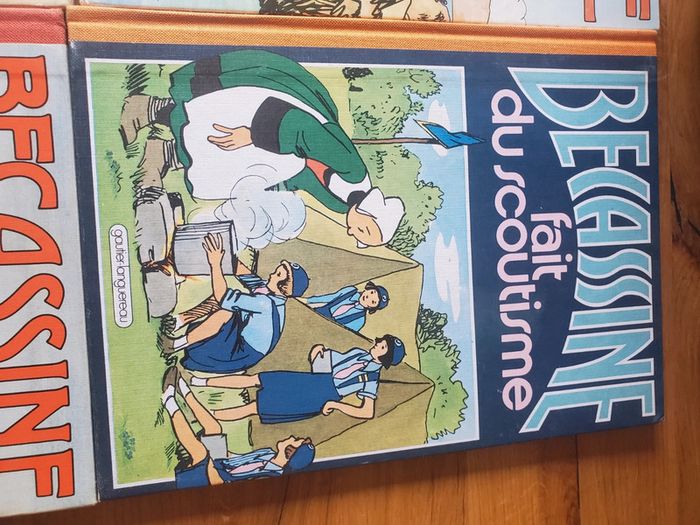 BECASSINE
fait
du scoutisme
gautier-languereau
BECASSINE